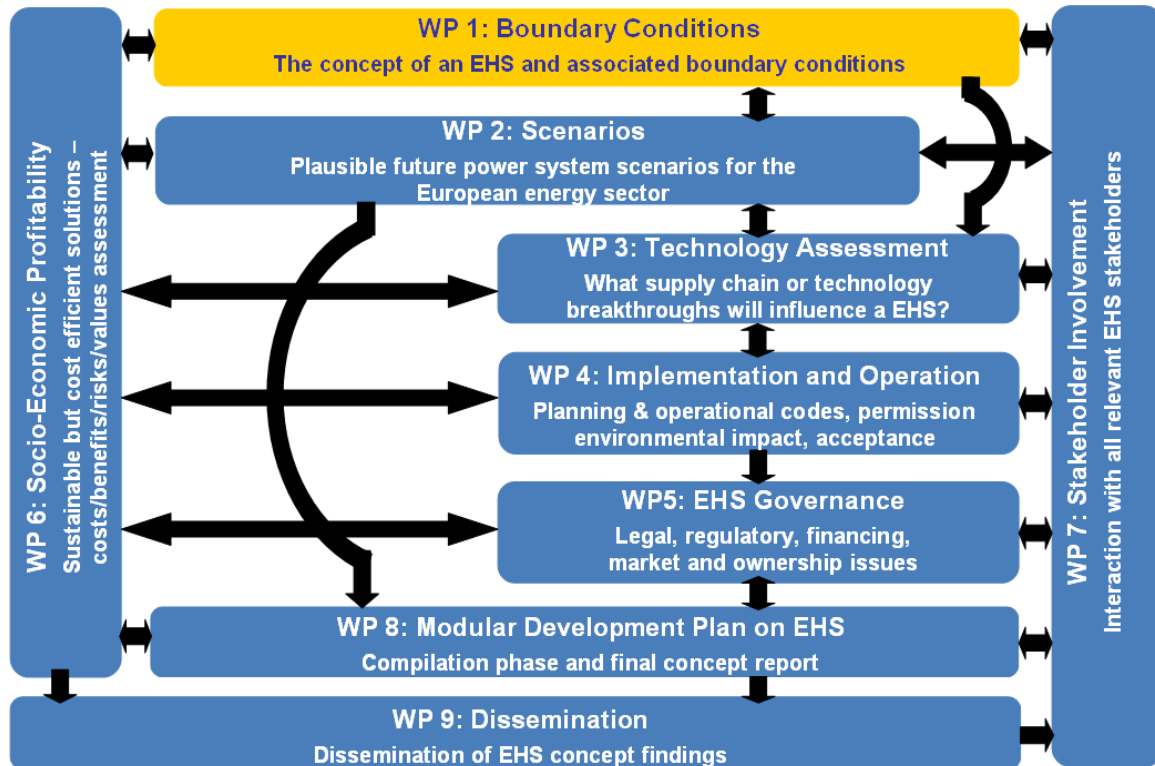 WP 1: Boundary Conditions
The concept of an EHS and associated boundary conditions
WP 2: Scenarios
Plausible future power system scenarios for the
European energy sector
WP 3: Technology Assessment
What supply chain or technology
breakthroughs will influence a EHS?
WP 4: Implementation and Operation
Planning & operational codes, permission
environmental impact, acceptance
WP5: EHS Governance
Legal, regulatory, financing,
market and ownership issues
WP 6: Socio-Economic Profitability
Sustainable but cost efficient solutions –
costs/benefits/risks/values assessment
WP 7: Stakeholder Involvement
Interaction with all relevant EHS stakeholders
WP 8: Modular Development Plan on EHS
Compilation phase and final concept report
WP 9: Dissemination
Dissemination of EHS concept findings